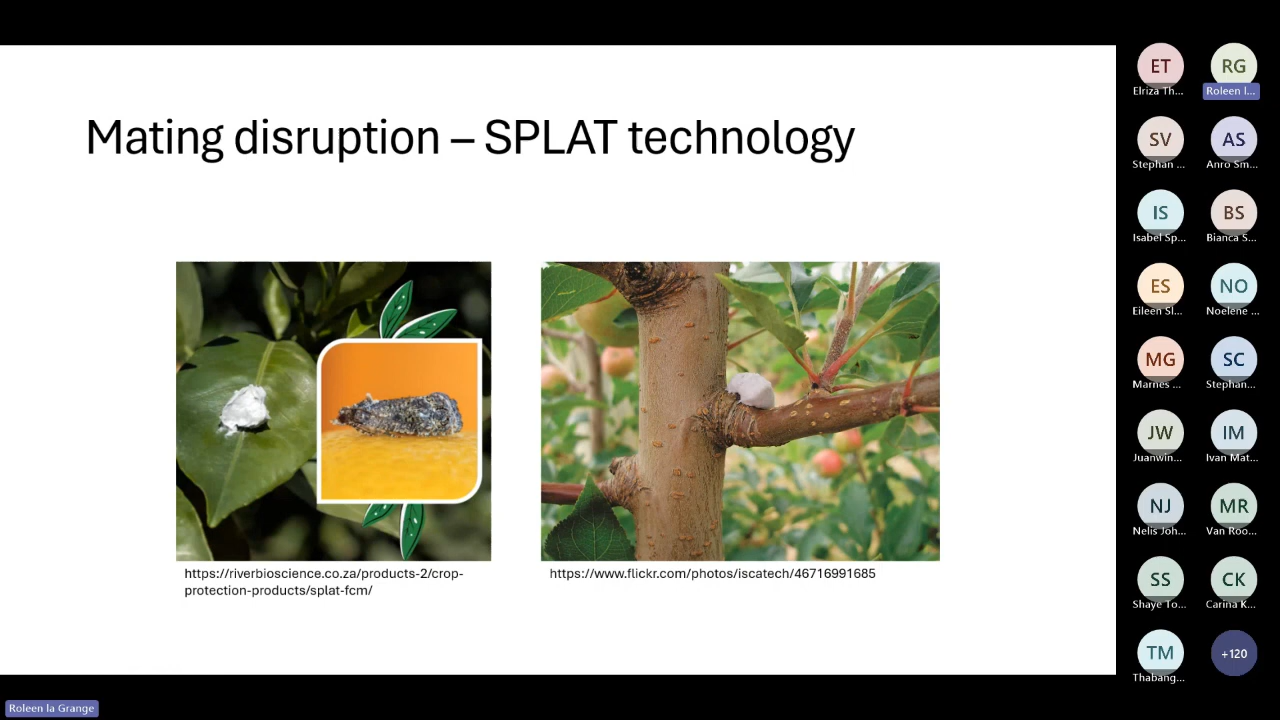 Mating disruption – SPLAT technology
https://riverbioscience.co.za/products-2/crop-
protection-products/splat-fcm/
https://www.flickr.com/photos/iscatech/46716991685
ET
Elriza Th...
RG
Roleen l...
SV
Stephan ...
AS
Anro Sm...
IS
Isabel Sp...
BS
Bianca S...
ES
Eileen Sl...
NO
Noelene ...
MG
Marnes ...
SC
Stephan...
JW
Juanwin...
IM
Ivan Mat...
NJ
Nelis Joh...
MR
Van Roo...
SS
Shaye To...
CK
Carina K...
TM
Thabang...
+120
Roleen la Grange